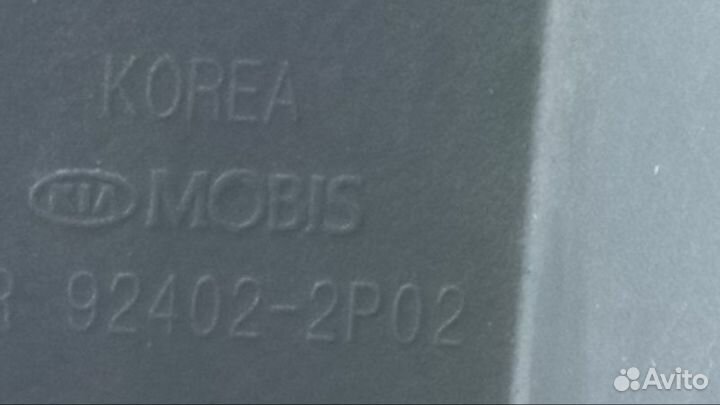 KOREA
KIA MOBIS
R 92402-2P02
Avito